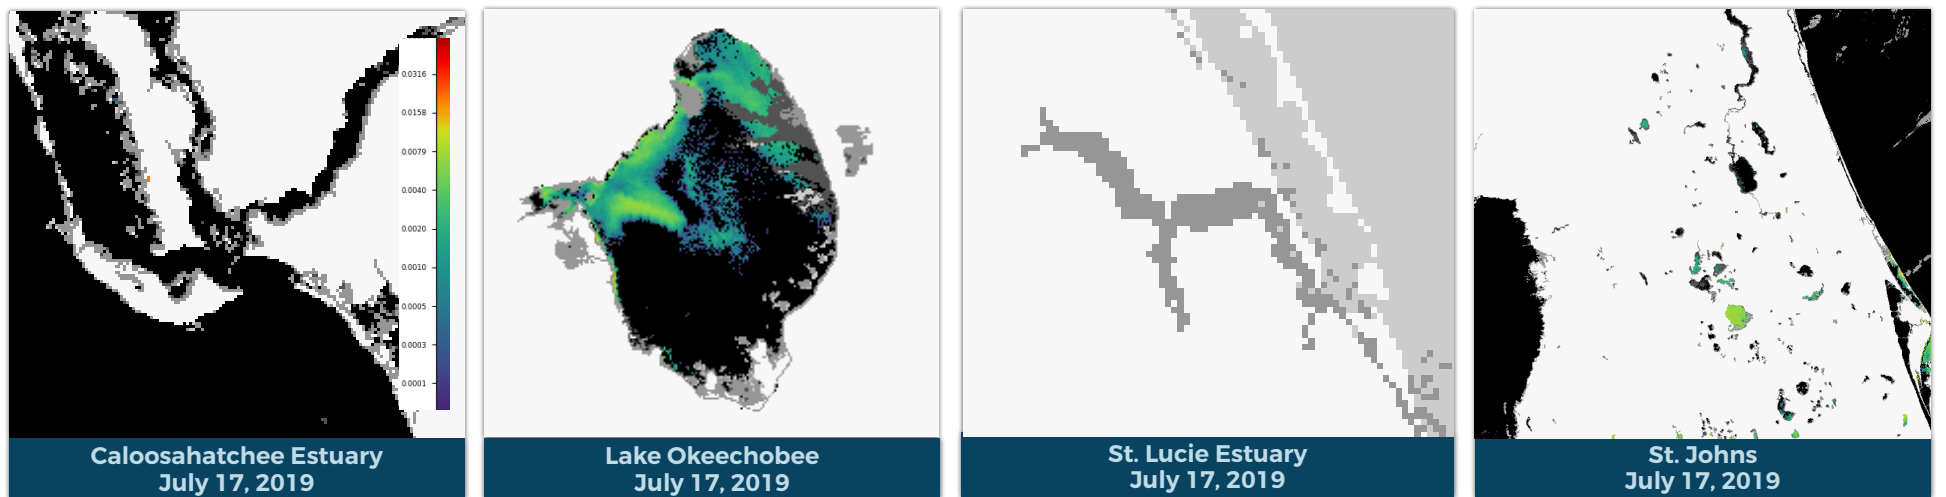 0.0316
0.0158
0.0079
0.0040
0.0020
0.0010
0.0005
0.0003
0.0001
Caloosahatchee Estuary
July 17, 2019
Lake Okeechobee
July 17, 2019
St. Lucie Estuary
July 17, 2019
St. Johns
July 17, 2019